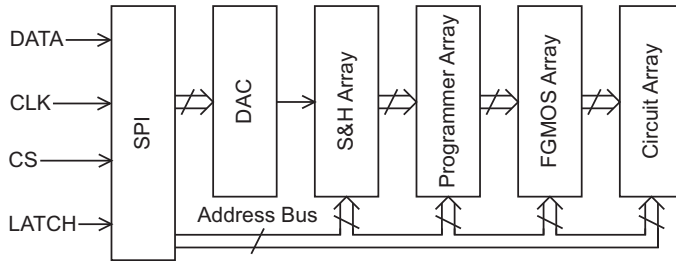 DATA
CLK
CS
LATCH
SPI
DAC
S&H Array
Programmer Array
FGMOS Array
Circuit Array
Address Bus